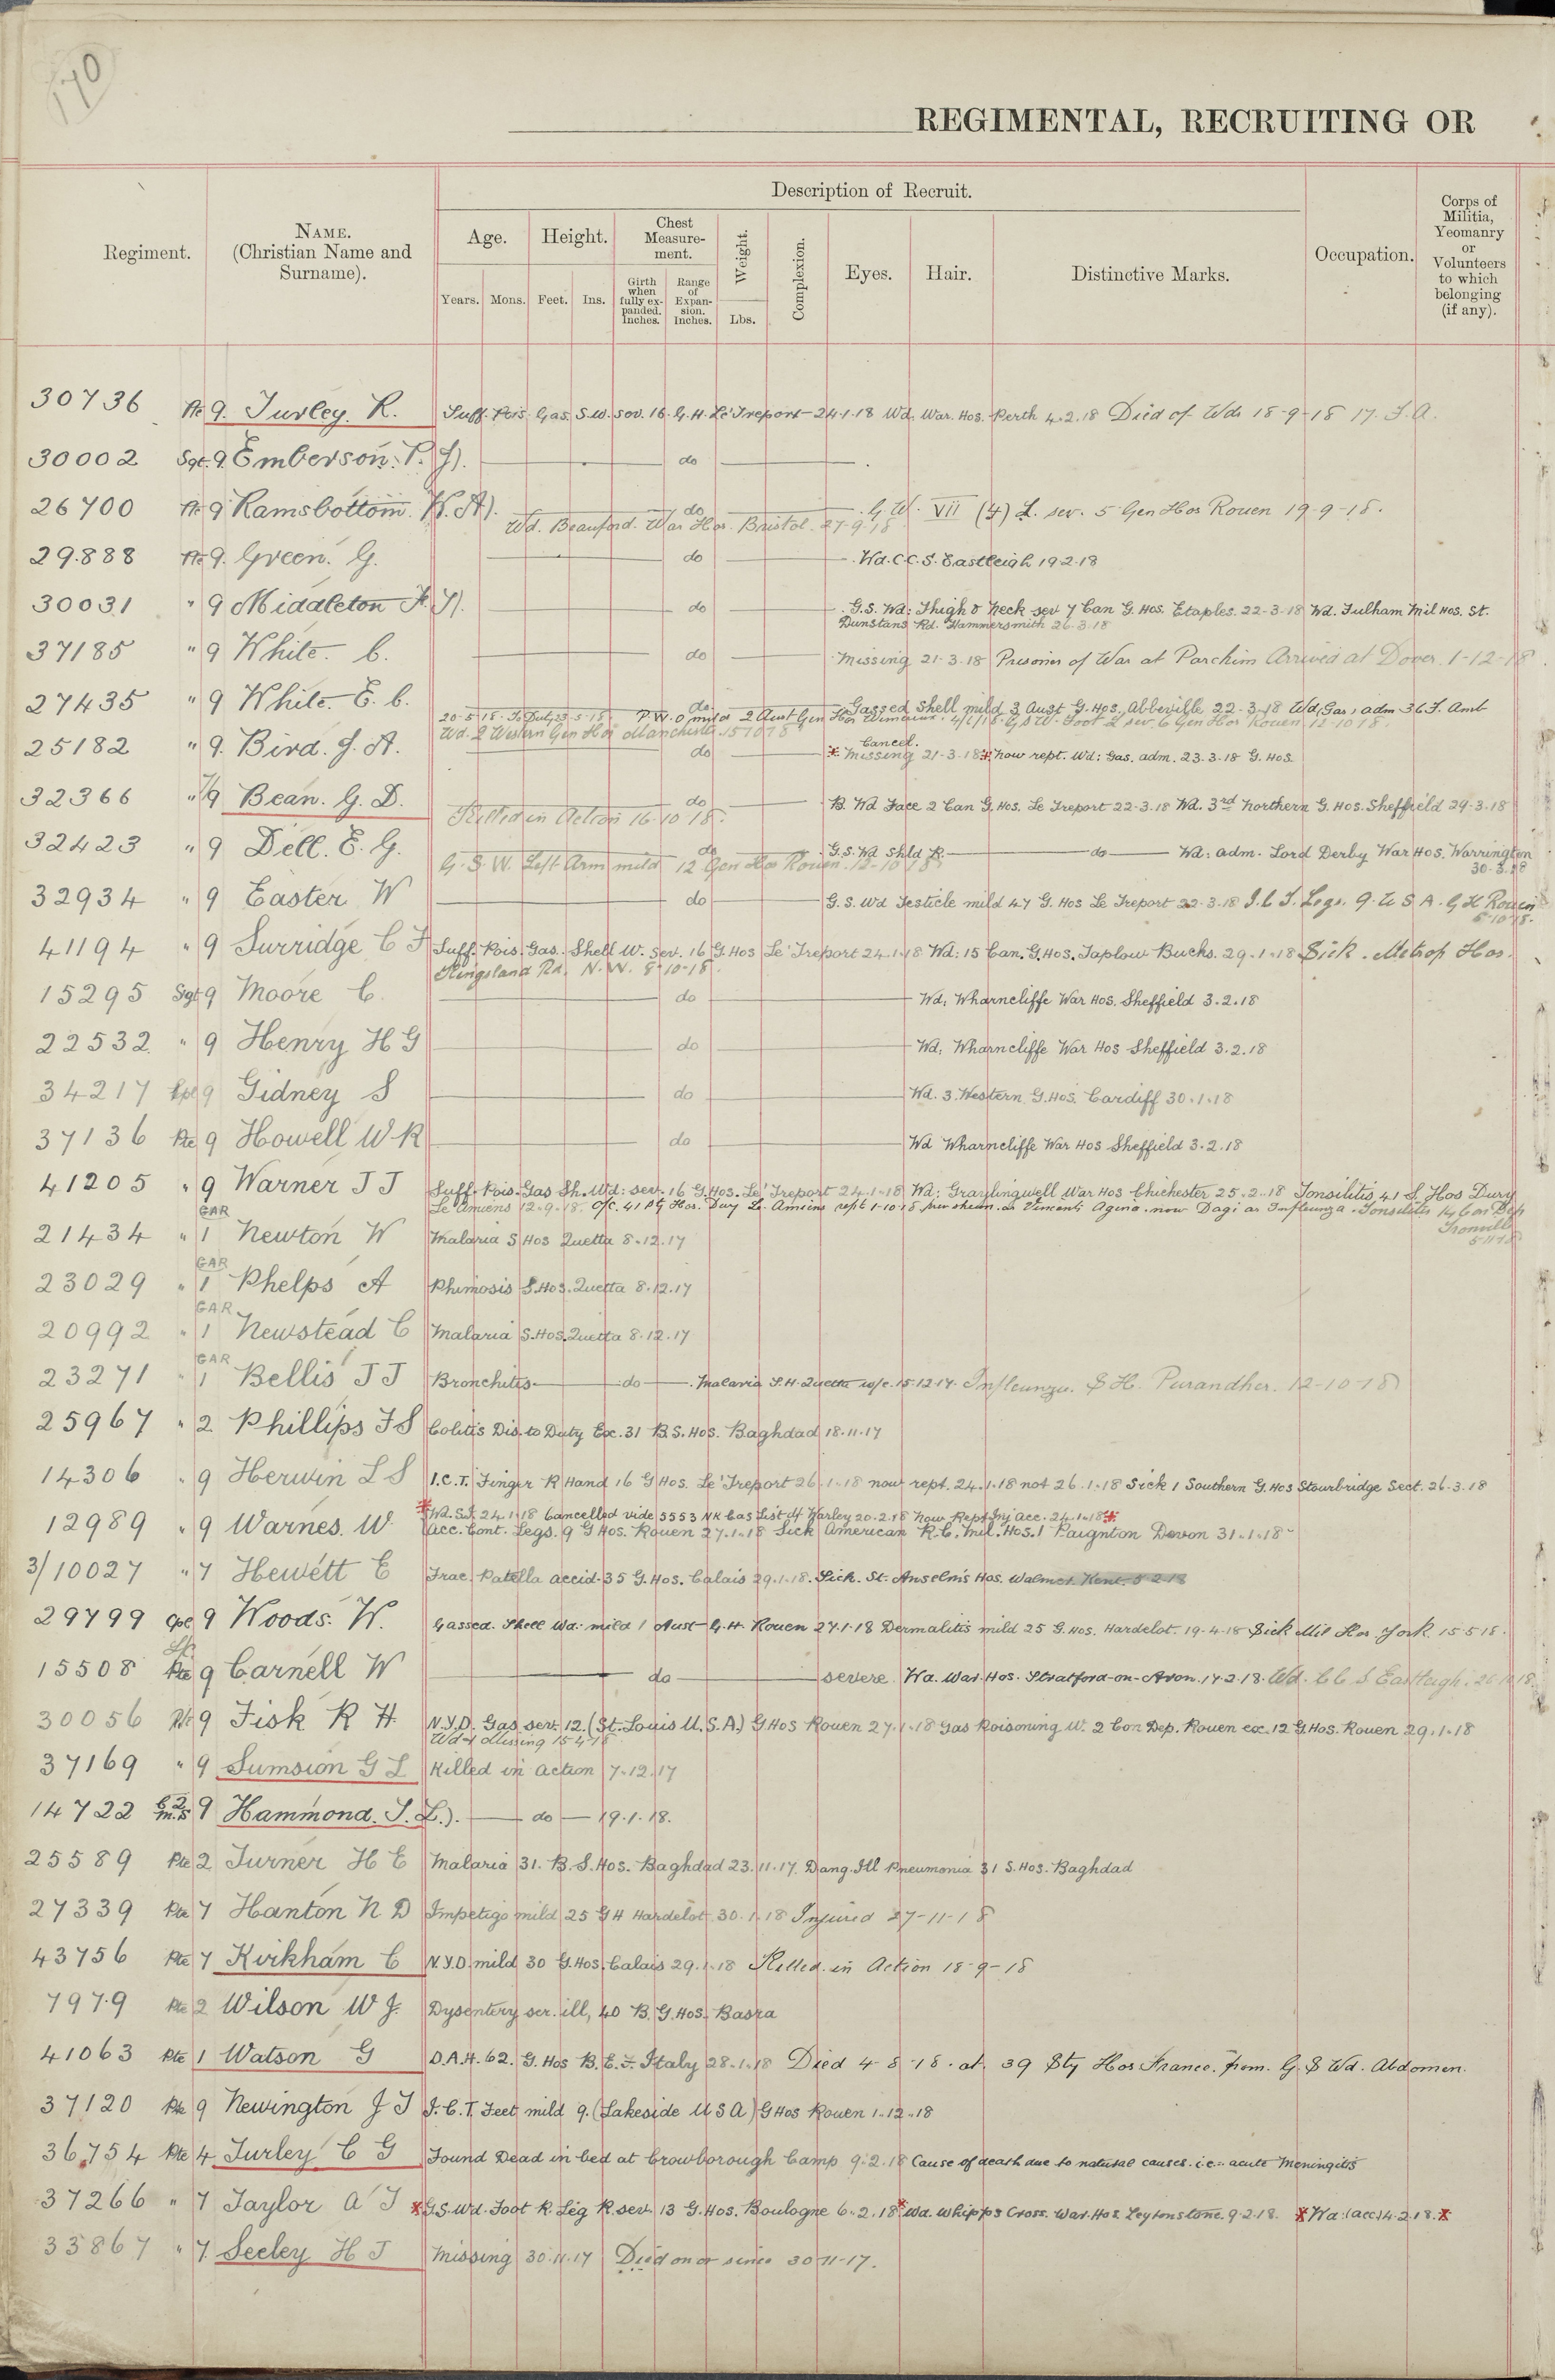 170
REGIMENTAL, RECRUITING OR
Regiment.
NAME.
(Christian Name and
Surname).
Description of Recruit.
Age.
Height.
Chest
Measure-
ment.
Weight.
Complexion.
Eyes.
Hair.
Distinctive Marks.
Occupation.
Corps of
Militia,
Yeomanry
or
Volunteers
to which
belonging
(if any).
Years.
Mons.
Feet.
Ins.
Girth
when
fully ex-
panded.
Inches.
Range
of
Expan-
sion.
Inches.
Lbs.
30736 Pte 9. Turley. R. Suff. Pois. Gas. S.W. sev. 16. G.H. Le'Treport 24.1.18 Wd. War. Hos. Perth 4.2.18 Died of Wds 18-9-18 17. F.A.
30002 Sgt. 9. Emberson. P. J). do
26700 Pte 9 Ramsbottom. W. A). do G.W. VII (4) L. sev. 5 Gen Hos Rouen 19-9-18.
Wd. Beauford. War Hos. Bristol. 27-9-18
29888 Pte 9. Green. G. do Wd. C.C.S. Eastleigh 19.2.18
30031 " 9 Middleton F. J). do G.S. Wd: Thigh & Neck sev 7 Can G. Hos. Etaples. 22-3-18 Wd. Fulham Mil Hos. St.
Dunstans Rd. Hammersmith 26.3.18
37185 " 9 White. C. do Missing 21-3-18 Prisoner of War at Parchim Arrived at Dover. 1-12-18.
27435 " 9 White. E. C. do Gassed Shell mild 3 Aust G. Hos. Abbeville 22-3-18 Wd, Gas, adm 36 F. Amb
20-5-18. To Duty 23-5-18. P.W.O mild 2 Aust Gen Hos Wimereux. G.S.W. Foot L sev. 6 Gen Hos Rouen 12-10-18.
Wd. 2 Western Gen Hos Manchester 15 10 18
25182 " 9. Bird. J. A. do Cancel.
* Missing 21-3-18 * Now rept. Wd: Gas. adm. 23-3-18 G. Hos.
32366 " 9 Bean. G. D. do B. Wd Face 2 Can G. Hos. Le Treport 22-3-18 Wd. 3rd Northern G. Hos. Sheffield 29-3-18
Killed in Action 16-10-18.
32423 " 9 Dell. E. G. do G.S. Wd Shld R. do Wd: adm. Lord Derby War Hos. Warrington
30-3-18
G.S.W. Left Arm mild 12 Gen Hos Rouen. 12-10-18
32934 " 9 Easter W do G.S. Wd Testicle mild 47 G. Hos Le Treport 22-3-18 I.C.T. Legs. 9. U S A. G H Rouen
6-10-18.
41194 " 9 Surridge C F Suff. Pois. Gas. Shell W. Sev. 16 G. Hos Le'Treport 24.1.18 Wd: 15 Can. G. Hos. Taplow Bucks. 29.1.18 Sick. Metrop Hos.
Kingsland Rd. N.W. 8-10-18.
15295 Sgt 9 Moore C. do Wd; Wharncliffe War Hos. Sheffield 3.2.18
22532 " 9 Henry H G do Wd; Wharncliffe War Hos Sheffield 3.2.18
34217 Cpl 9 Gidney S do Wd. 3. Western G. Hos. Cardiff 30.1.18
37136 Pte 9 Howell W R do Wd Wharncliffe War Hos Sheffield 3.2.18
41205 " 9 Warner J J Suff. Pois. Gas Sh. Wd: sev. 16 G. Hos. Le'Treport 24.1.18 Wd; Graylingwell War Hos Chichester 25.2.18 Tonsilitis 41 S. Hos Dury
Le Amiens 12-9-18. O/C. 41 Stg Hos. Dury Le Amiens rept 1-10-18 Vincents Agina. now Dagi as Influenza. Tonsilitis 14 Con Dep
Trouville
5 11 18
21434 " GAR 1 Newton W Malaria S Hos Quetta 8.12.17
23029 " GAR 1 Phelps A Phimosis S. Hos. Quetta 8.12.17
20992 " GAR 1 Newstead C Malaria S. Hos. Quetta 8.12.17
23271 " GAR 1 Bellis J J Bronchitis do Malaria S.H. Quetta w/e. 15.12.17. Influenza. S.H. Purandher. 12-10-18
25967 " 2 Phillips F S Colitis Dis. to Duty Ex. 31 B.S. Hos. Baghdad 18.11.17
14306 " 9 Herwin L S I.C.T. Finger R Hand 16 G Hos. Le'Treport 26.1.18 now rept. 24.1.18 not 26.1.18 Sick 1 Southern G. Hos Stourbridge Sect. 26.3.18
12989 " 9 Warnes. W * Wd. S.I. 24.1.18 Cancelled vide 5553 NK Cas List H Harley 20.2.18 Now Rept Inj Acc. 24.1.18 *
Acc. Cont. Legs. 9 G Hos. Rouen 27.1.18 Sick American R.C. Mil. Hos. 1 Paignton Devon 31.1.18
3/10027 " 7 Hewett E Frac. Patella accid. 35 G. Hos. Calais 29.1.18. Sick. St. Anselm's Hos. Walmer. Kent. 5 2 18
29799 Cpl 9 Woods. W. Gassed. Shell Wd. mild 1 Aust G.H. Rouen 27.1.18 Dermatitis mild 25 G. Hos. Hardelot. 19-4-18 Sick Mil Hos. York 15-5-18.
15508 Pte 9 Carnell W do severe Wd. War. Hos. Stratford-on-Avon. 17.2.18. Wd. C C S Eastleigh. 26 10 18.
30056 Pte 9 Fisk R H. N.Y.D. Gas sev. 12. (St. Louis U.S.A.) G Hos Rouen 27.1.18 Gas Poisoning W. 2 Con Dep. Rouen ex. 12 G. Hos. Rouen 29.1.18
Wd & Missing 15-4-18
37169 " 9 Sumsion G L Killed in Action 7.12.17
14722 C.Q.M.S 9 Hammond. S. L.). do 19.1.18.
25589 Pte 2 Turner H E Malaria 31. B. S. Hos. Baghdad 23.11.17. Dang. Ill Pneumonia 31 S. Hos. Baghdad
27339 Pte 7 Hanton N D Impetigo mild 25 G H Hardelot. 30.1.18 Injured 27-11-18
43756 Pte 7 Kirkham C N.Y.D. mild 30 G. Hos. Calais 29.1.18 Killed in Action 18-9-18
7979 Pte 2 Wilson W J. Dysentery ser. ill, 40 B. G. Hos. Basra
41063 Pte 1 Watson G D.A.H. 62. G. Hos B.E.F. Italy 28.1.18 Died 4-8-18. at. 39 Sty Hos France. from. G.S Wd. Abdomen.
37120 Pte 9 Newington J T I.C.T. Feet mild 9. (Lakeside U S A) G Hos Rouen 1.12.18
36754 Pte 4 Turley C G Found Dead in bed at Crowborough Camp 9.2.18 Cause of death due to natural causes. i.e. acute Meningitis
37266 " 7 Taylor A J * G.S. Wd. Foot R. Leg R. sev. 13 G. Hos. Boulogne 6.2.18 * Wd. Whipps Cross. War. Hos Leytonstone. 9.2.18. * Wd: (acc) 4.2.18. *
33867 " 7. Seeley H J Missing 30.11.17 Died on or since 30-11-17.